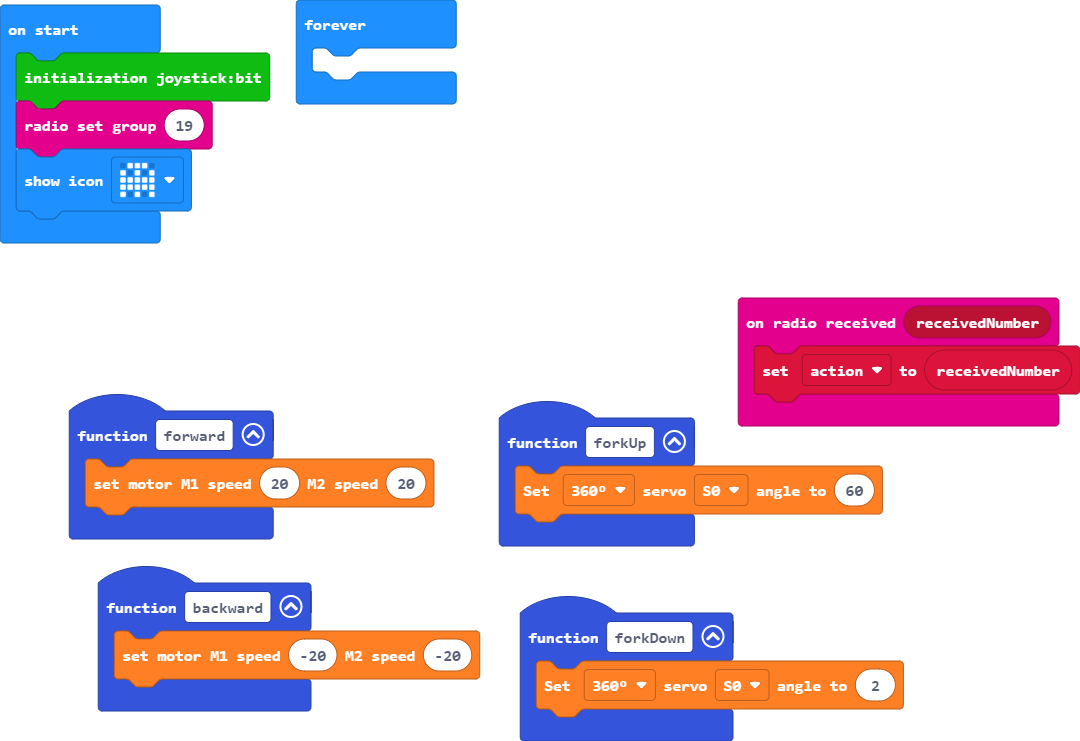 on start
initialization joystick:bit
radio set group 19
show icon
forever
on radio received receivedNumber
set action to receivedNumber
function forward
set motor M1 speed 20 M2 speed 20
function backward
set motor M1 speed -20 M2 speed -20
function forkUp
Set 360° servo S0 angle to 60
function forkDown
Set 360° servo S0 angle to 2